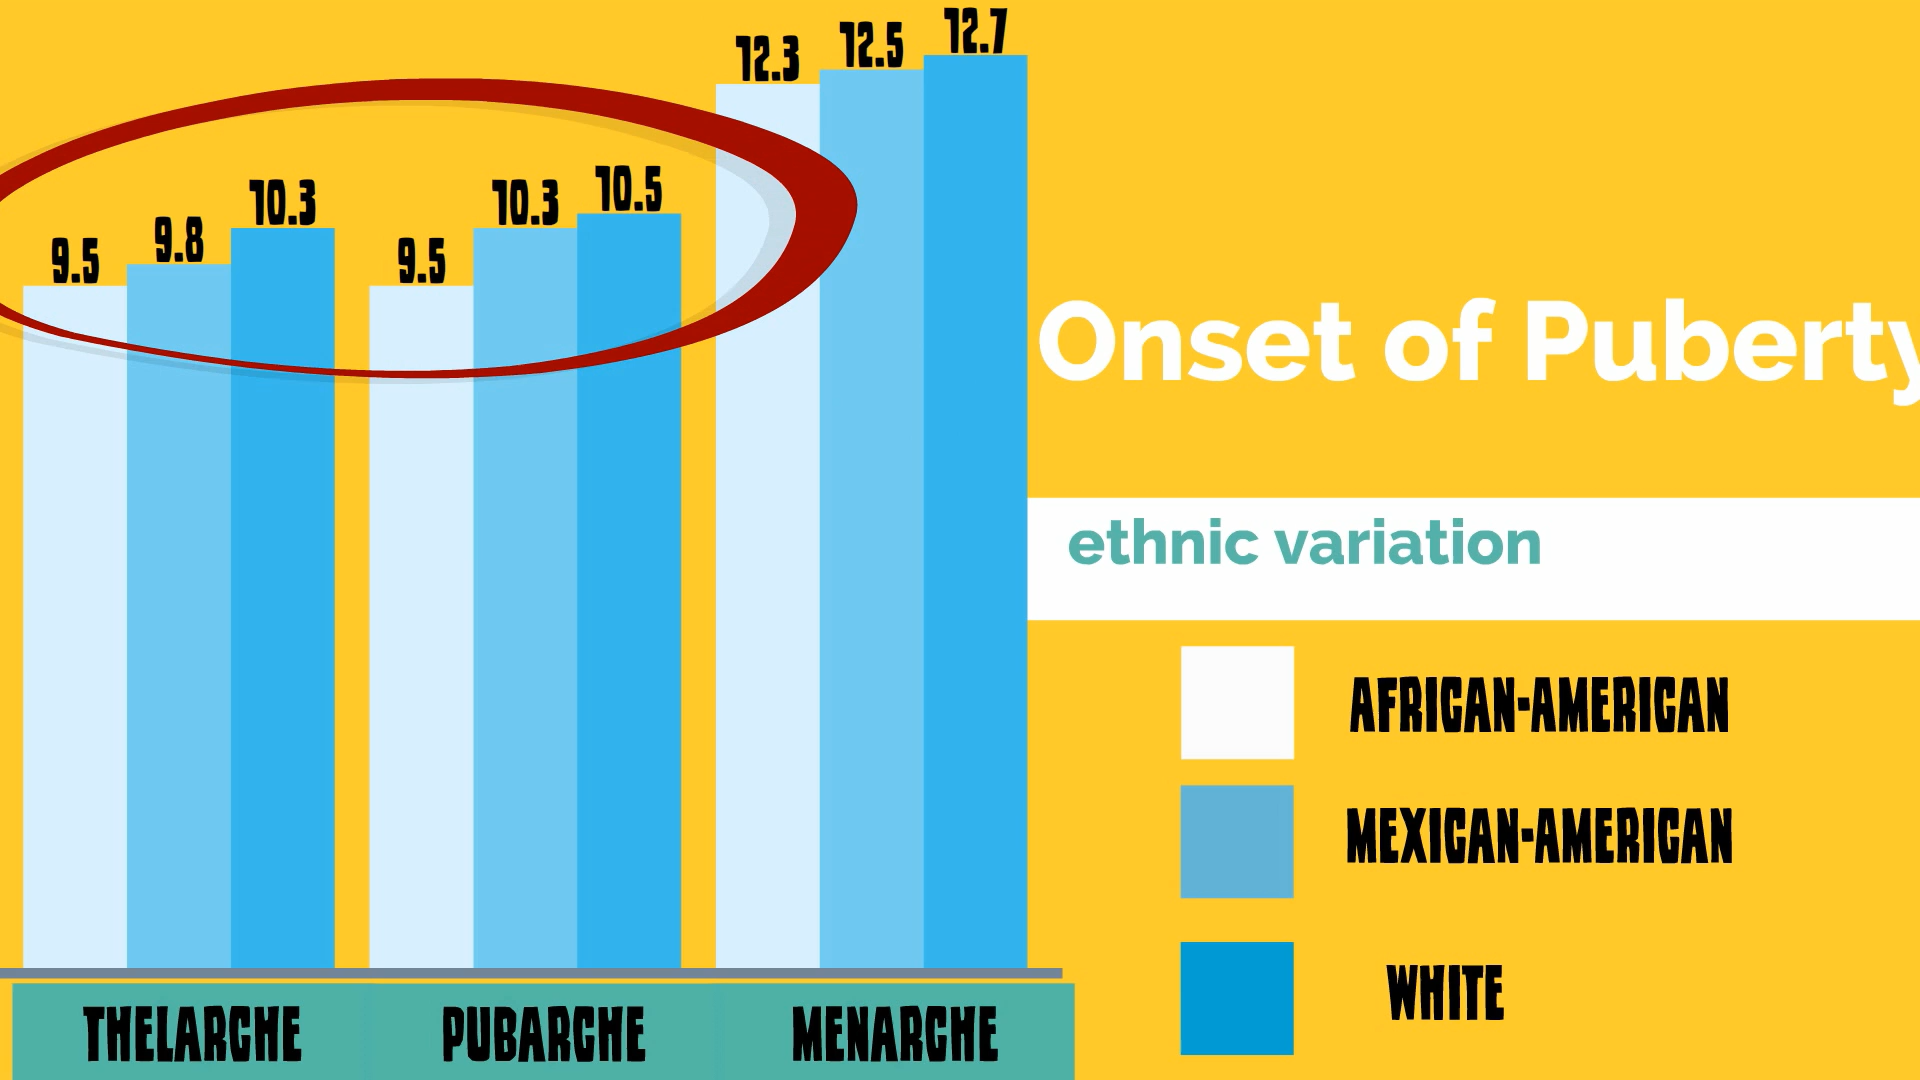 12.3 12.5 12.7
9.5 9.8 10.3 9.5 10.3 10.5
Onset of Puberty
ethnic variation
AFRICAN-AMERICAN
MEXICAN-AMERICAN
WHITE
THELARCHE PUBARCHE MENARCHE